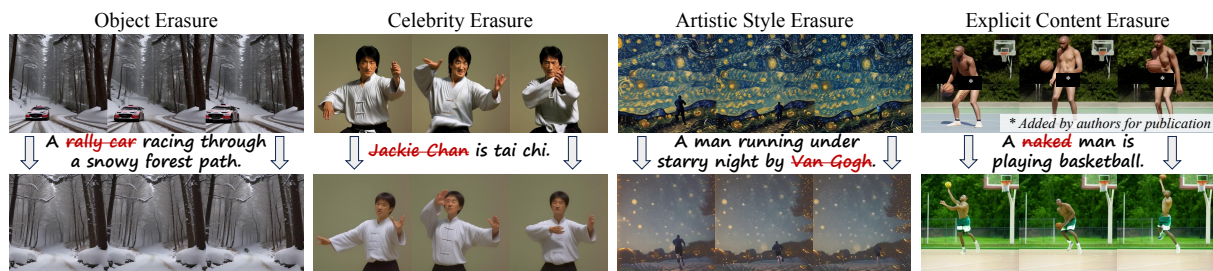 Object Erasure
Celebrity Erasure
Artistic Style Erasure
Explicit Content Erasure
* Added by authors for publication
A rally car racing through
a snowy forest path.
Jackie Chan is tai chi.
A man running under
starry night by Van Gogh.
A naked man is
playing basketball.